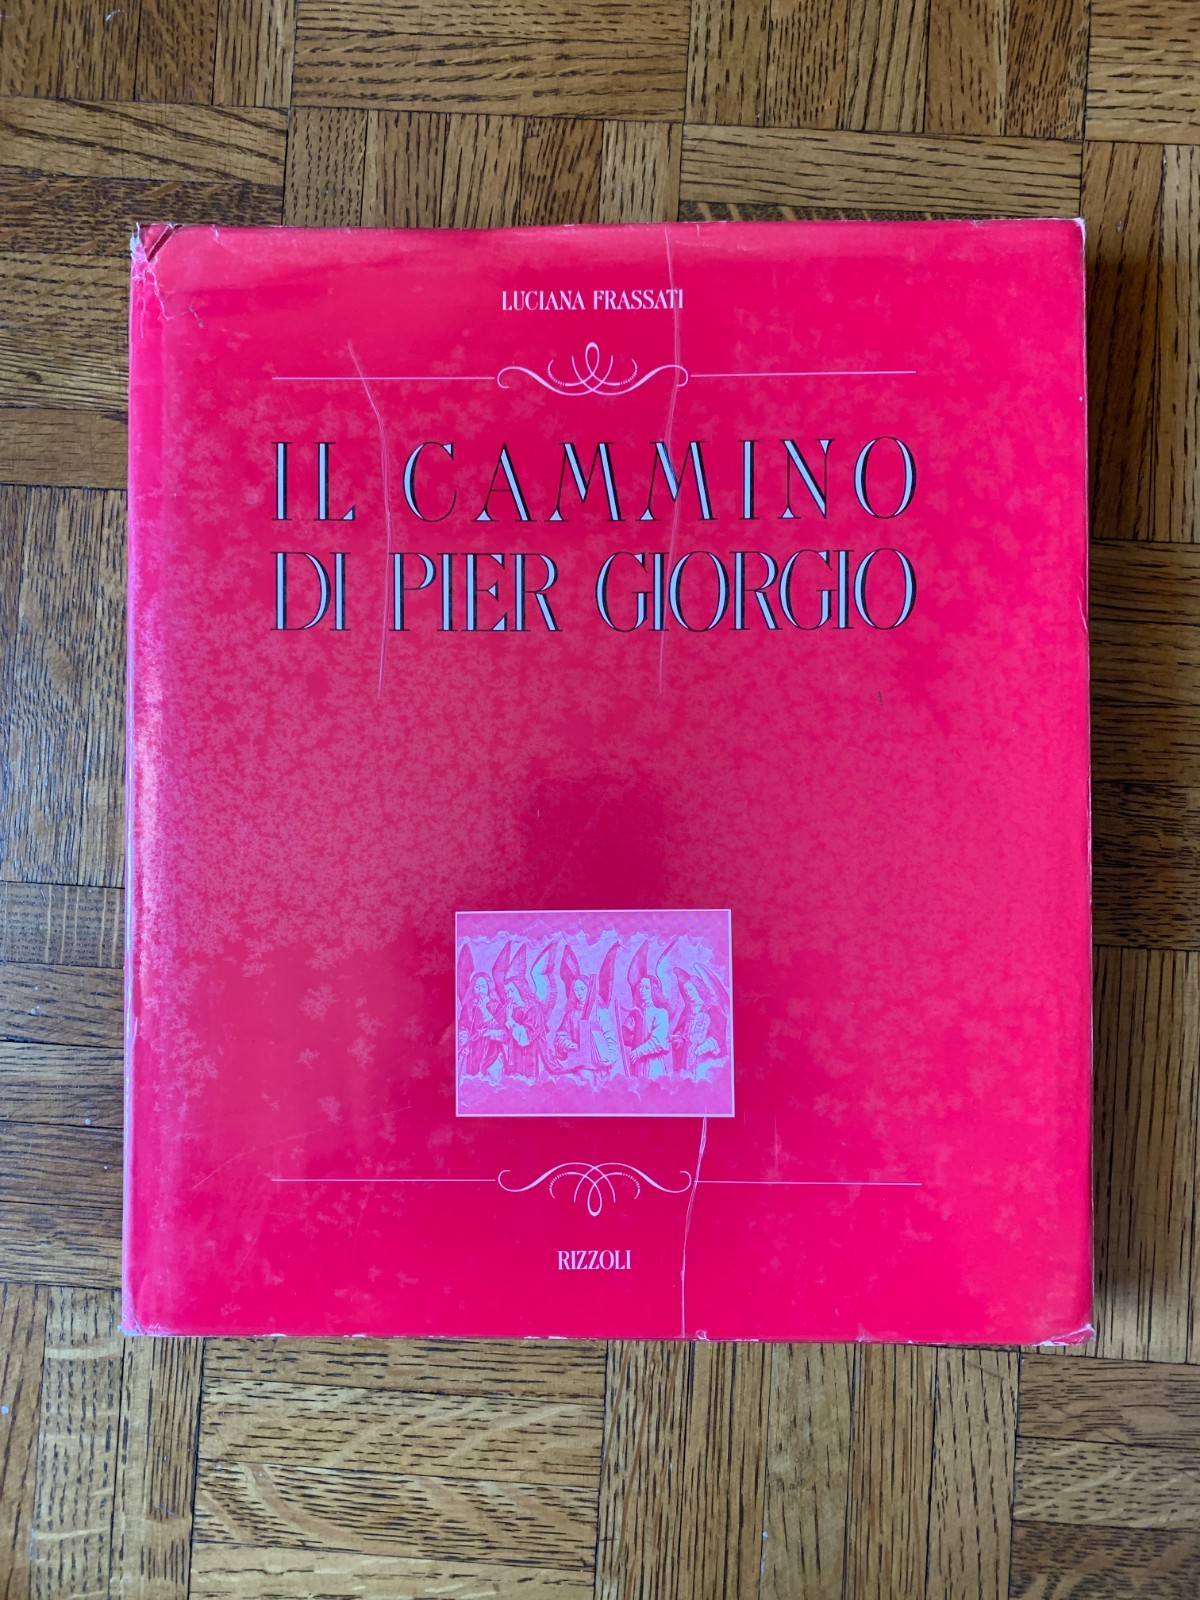 LUCIANA FRASSATI
IL CAMMINO
DI PIER GIORGIO
RIZZOLI